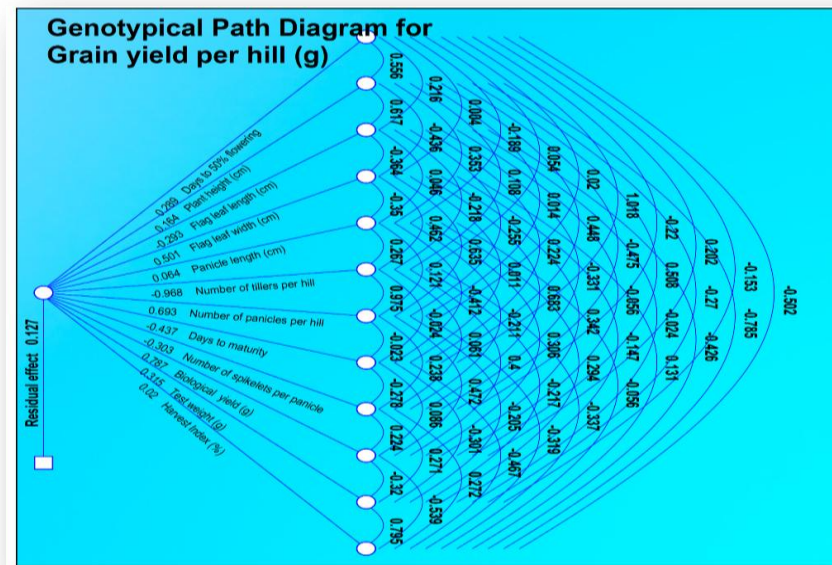 Genotypical Path Diagram for
Grain yield per hill (g)
Days to 50% flowering
0.164 Plant height (cm)
-0.293 Flag leaf length (cm)
0.501 Flag leaf width (cm)
0.064 Panicle length (cm)
-0.968 Number of tillers per hill
0.693 Number of panicles per hill
-0.437 Days to maturity
-0.303 Number of spikelets per panicle
0.767 Biological yield (g)
0.315 Test weight (g)
0.02 Harvest Index (%)
Residual effect 0.127
0.556 0.617 -0.364 -0.35 0.267 0.975 -0.023 -0.278 0.224 -0.32 0.795
0.216 -0.436 0.046 0.462 0.121 0.238 0.086 0.271 -0.539
0.004 0.353 -0.218 0.635 -0.412 0.061 0.472 -0.301 0.272
-0.189 0.108 -0.255 -0.211 0.4 -0.205 -0.467
0.054 0.014 0.224 0.683 0.306 -0.217 -0.319
0.02 0.448 -0.331 0.342 0.294 -0.337
1.018 -0.475 -0.056 -0.147 -0.056
-0.22 0.508 -0.024 0.131
0.202 -0.27 -0.426
-0.153 -0.785
-0.502